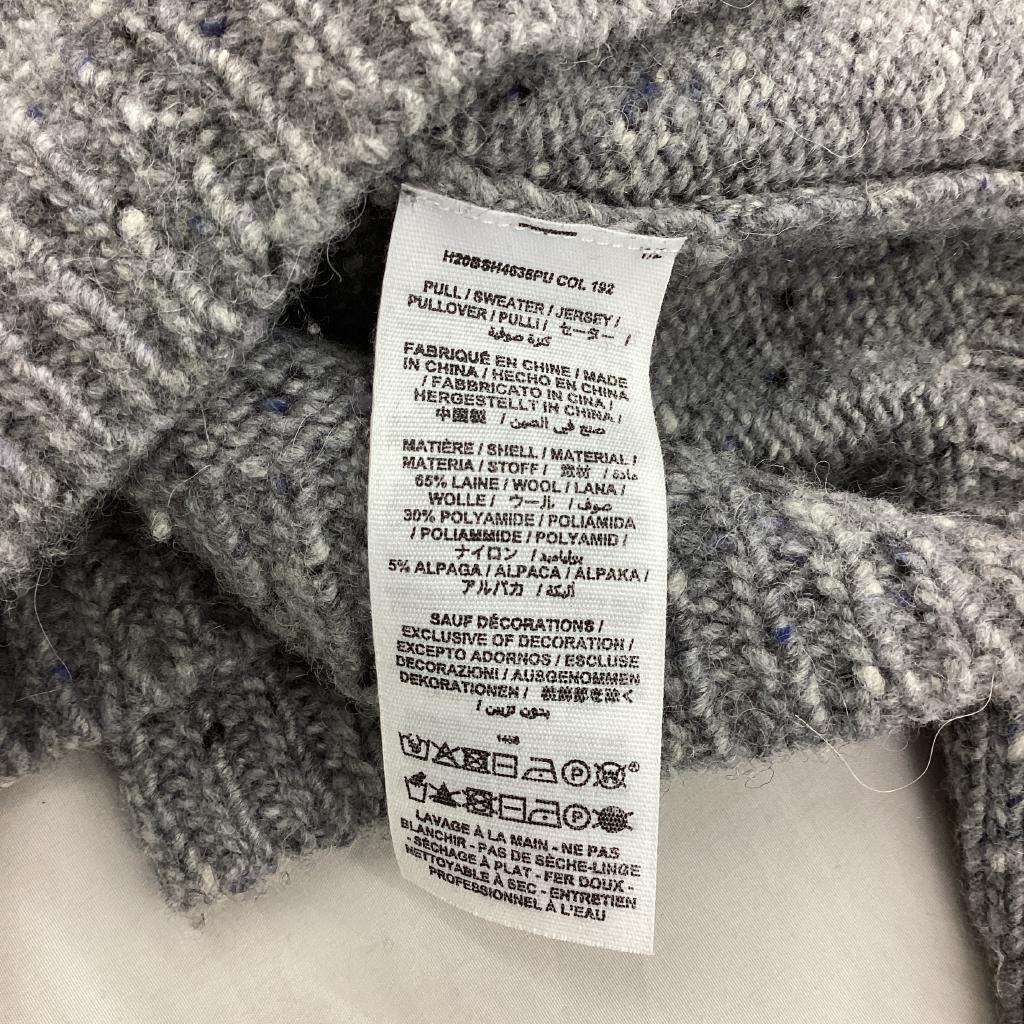 H20BSH4636PU COL 192
PULL / SWEATER / JERSEY /
PULLOVER / PULLI / セーター /
كنزة صوفية
FABRIQUÉ EN CHINE / MADE
IN CHINA / HECHO EN CHINA
/ FABBRICATO IN CINA /
HERGESTELLT IN CHINA /
中国製 / صنع في الصين
MATIÈRE / SHELL / MATERIAL /
MATERIA / STOFF / 素材 / مادة
65% LAINE / WOOL / LANA /
WOLLE / ウール / صوف
30% POLYAMIDE / POLIAMIDA
/ POLIAMMIDE / POLYAMID /
ナイロン / بولياميد
5% ALPAGA / ALPACA / ALPAKA /
アルパカ / ألبكة
SAUF DÉCORATIONS /
EXCLUSIVE OF DECORATION /
EXCEPTO ADORNOS / ESCLUSE
DECORAZIONI / AUSGENOMMEN
DEKORATIONEN / 装飾部を除く
/ بدون تزيين
1468
P W
P
LAVAGE À LA MAIN - NE PAS
BLANCHIR - PAS DE SÈCHE-LINGE
- SÉCHAGE À PLAT - FER DOUX -
NETTOYABLE À SEC - ENTRETIEN
PROFESSIONNEL À L'EAU